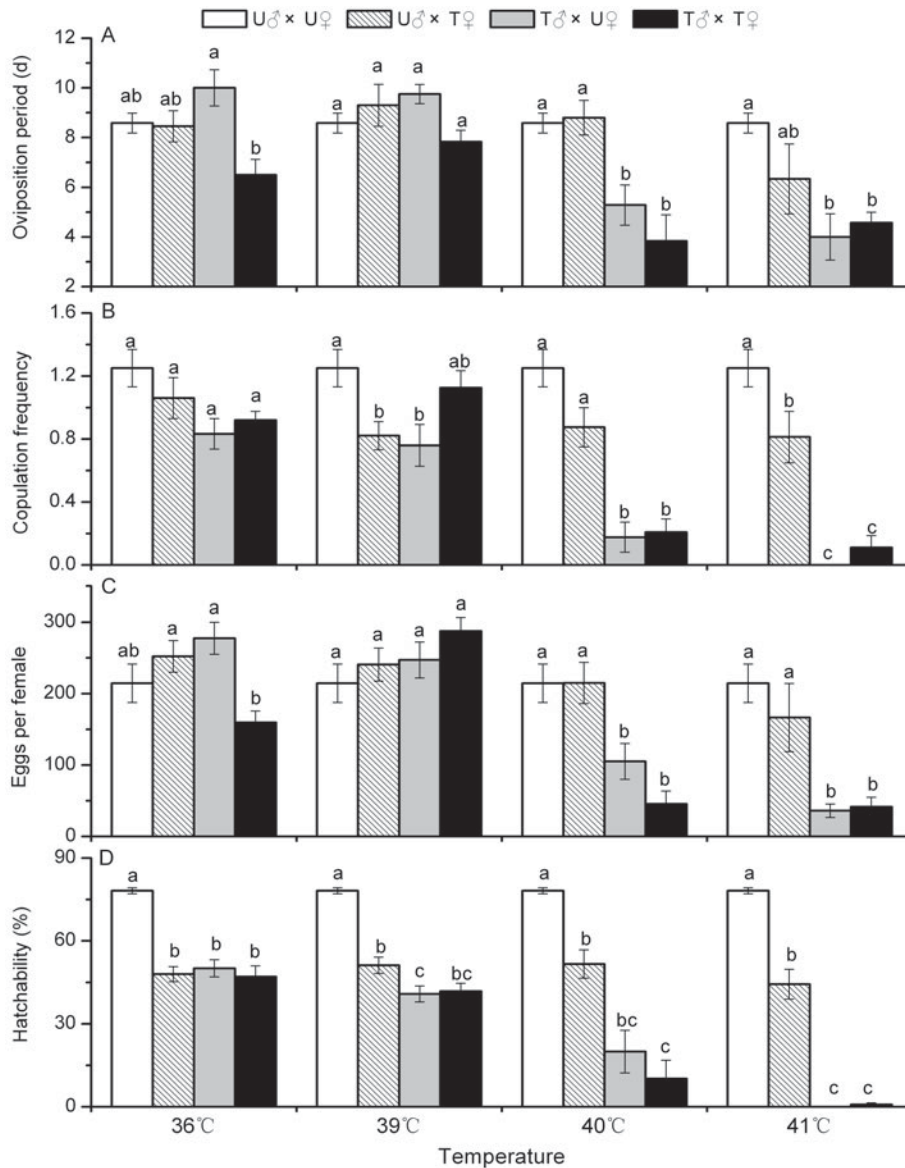 U♂ × U♀ U♂ × T♀ T♂ × U♀ T♂ × T♀
A
Oviposition period (d)
12
10
8
6
4
2
ab ab a b
a a a a
a a b b
a ab b b
B
Copulation frequency
1.6
1.2
0.8
0.4
0.0
a a a a
a b b ab
a a b b
a b c c
C
Eggs per female
300
200
100
0
ab a a b
a a a a
a a b b
a a b b
D
Hatchability (%)
90
60
30
0
a b b b
a b c bc
a b bc c
a b c c
36℃ 39℃ 40℃ 41℃
Temperature